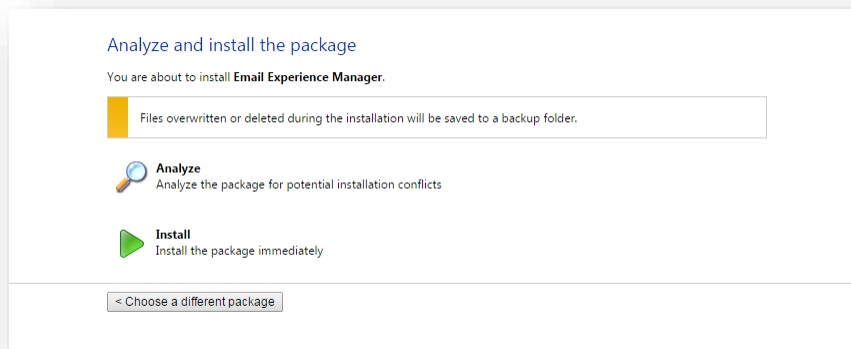 Analyze and install the package
You are about to install Email Experience Manager.
Files overwritten or deleted during the installation will be saved to a backup folder.
Analyze
Analyze the package for potential installation conflicts
Install
Install the package immediately
< Choose a different package